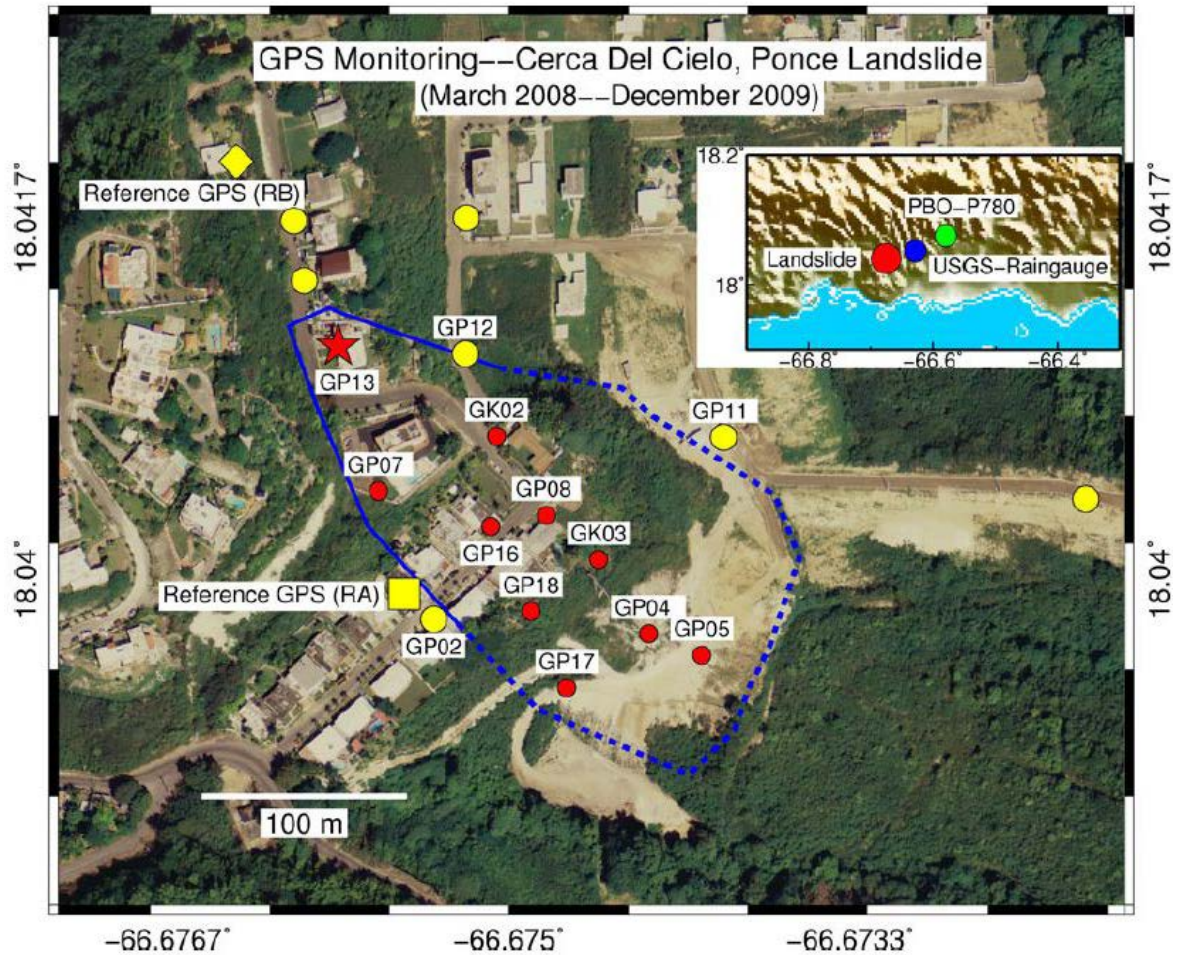 GPS Monitoring--Cerca Del Cielo, Ponce Landslide
(March 2008--December 2009)
18.2°
PBO-P780
Reference GPS (RB)
18.0417°
18.0417°
Landslide
USGS-Raingauge
18°
-66.8
-66.6
-66.4
GP12
GP13
GK02
GP11
GP07
GP08
GP16
GK03
18.04°
18.04°
Reference GPS (RA)
GP18
GP04
GP05
GP02
GP17
100 m
-66.6767°
-66.675°
-66.6733°